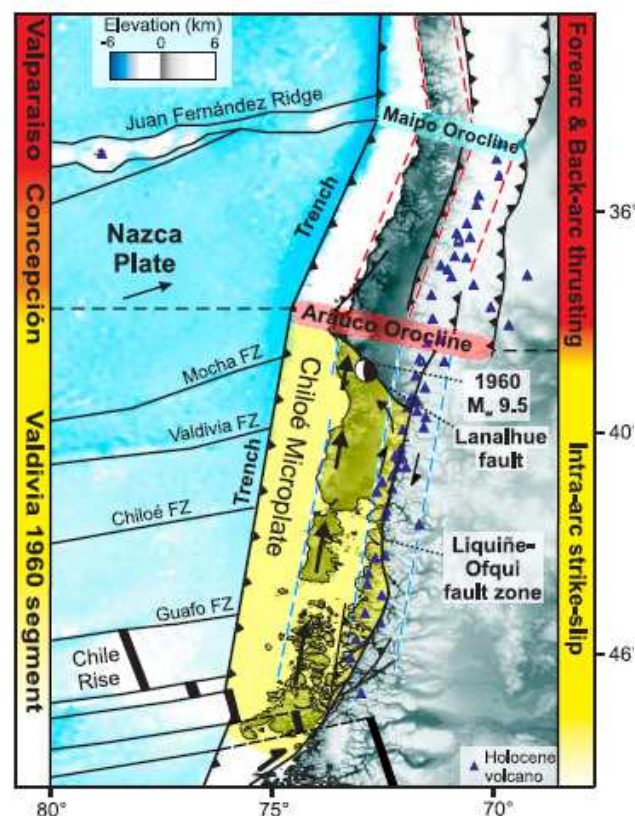 Elevation (km)
-6 0 6
Juan Fernández Ridge
Maipo Orocline
Trench
Nazca
Plate
Arauco Orocline
Mocha FZ
1960
Mw 9.5
Valdivia FZ
Lanalhue
fault
Chiloé Microplate
Trench
Chiloé FZ
Liquiñe-
Ofqui
fault zone
Guafo FZ
Chile
Rise
Holocene
volcano
Valparaiso
Concepción
Valdivia 1960 segment
Forearc & Back-arc thrusting
Intra-arc strike-slip
36°
40°
46°
80° 75° 70°